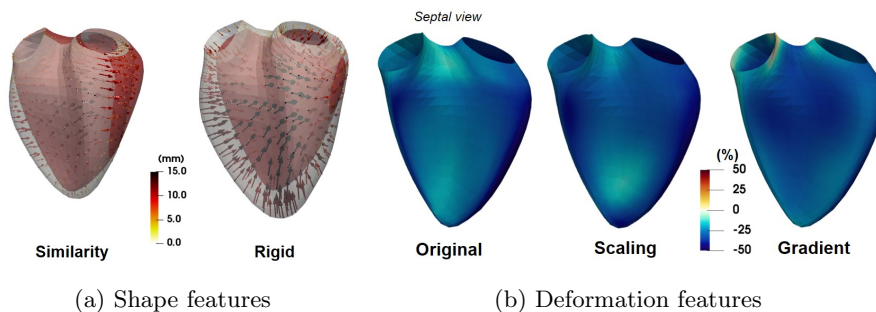 Septal view
(mm)
15.0
10.0
5.0
0.0
(%)
50
25
0
-25
-50
Similarity
Rigid
Original
Scaling
Gradient
(a) Shape features
(b) Deformation features